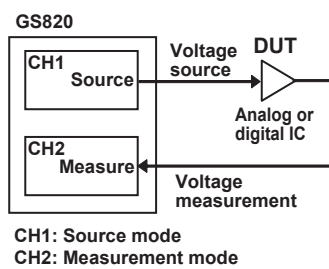 GS820
CH1
Source
Voltage
source
DUT
Analog or
digital IC
CH2
Measure
Voltage
measurement
CH1: Source mode
CH2: Measurement mode